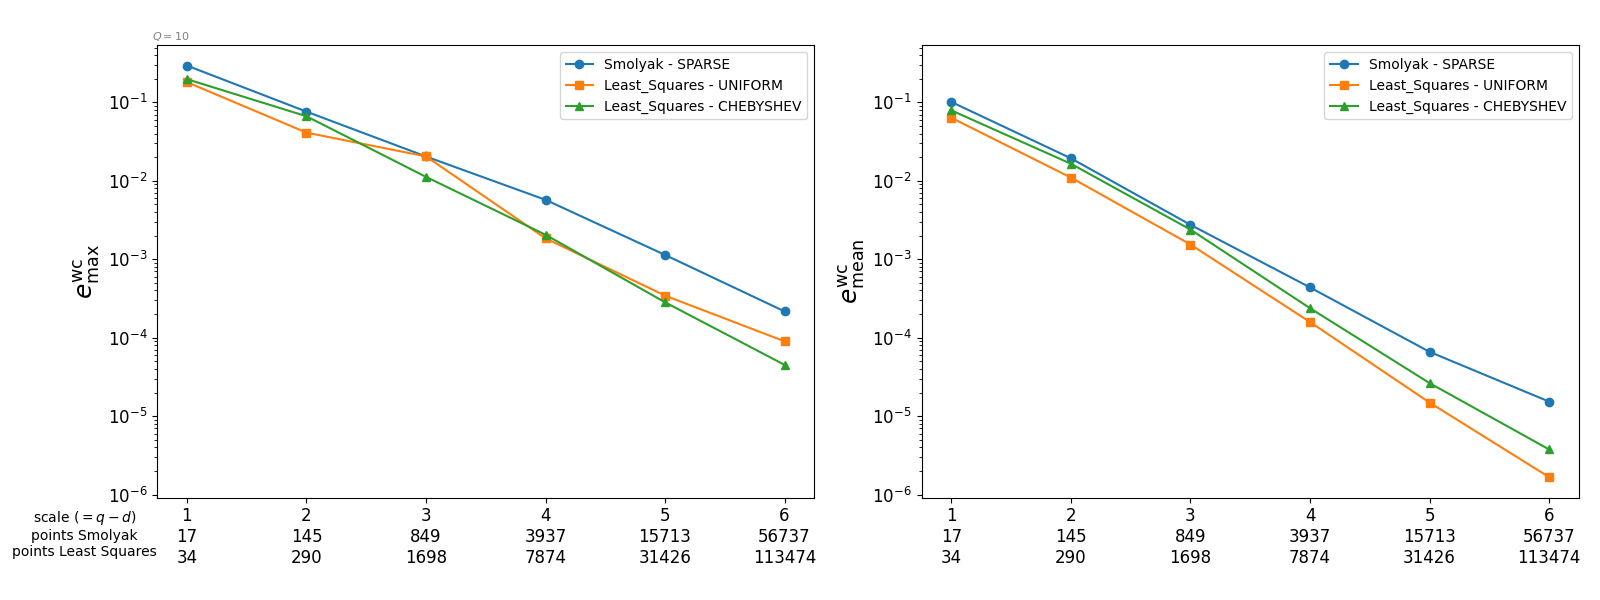 Q = 10
Smolyak - SPARSE
Least_Squares - UNIFORM
Least_Squares - CHEBYSHEV
10⁻¹
10⁻²
10⁻³
10⁻⁴
10⁻⁵
10⁻⁶
e^wc_max
scale (= q − d) 1 2 3 4 5 6
points Smolyak 17 145 849 3937 15713 56737
points Least Squares 34 290 1698 7874 31426 113474
Smolyak - SPARSE
Least_Squares - UNIFORM
Least_Squares - CHEBYSHEV
10⁻¹
10⁻²
10⁻³
10⁻⁴
10⁻⁵
10⁻⁶
e^wc_mean
1 2 3 4 5 6
17 145 849 3937 15713 56737
34 290 1698 7874 31426 113474